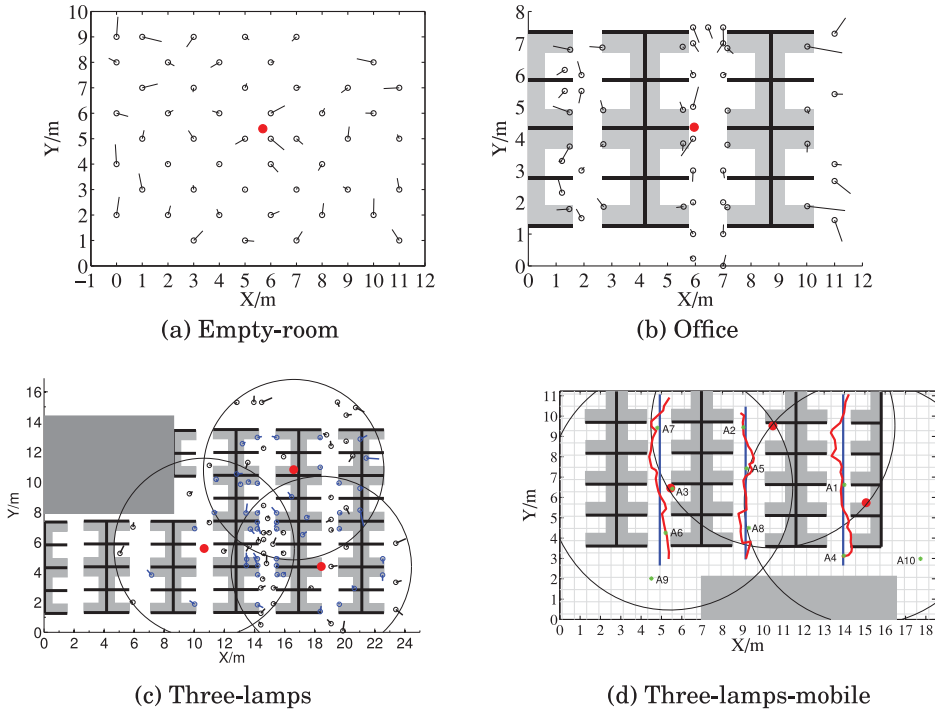 10
9
8
7
6
5
4
3
2
1
0
Y/m
−1 0 1 2 3 4 5 6 7 8 9 10 11 12
X/m
(a) Empty-room
8
7
6
5
4
3
2
1
0
Y/m
0 1 2 3 4 5 6 7 8 9 10 11 12
X/m
(b) Office
16
14
12
10
8
6
4
2
0
Y/m
0 2 4 6 8 10 12 14 16 18 20 22 24
X/m
(c) Three-lamps
11
10
9
8
7
6
5
4
3
2
1
0
Y/m
A7
A2
A5
A3
A1
A6
A8
A4
A10
A9
0 1 2 3 4 5 6 7 8 9 10 11 12 13 14 15 16 17 18
X/m
(d) Three-lamps-mobile